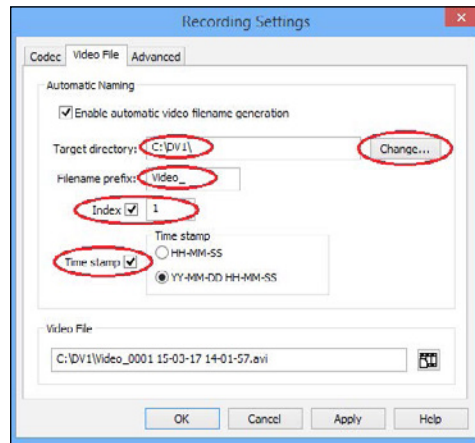 Recording Settings
Codec Video File Advanced
Automatic Naming
Enable automatic video filename generation
Target directory: C:\DV1\ Change...
Filename prefix: Video_
Index 1
Time stamp
HH-MM-SS
Time stamp
YY-MM-DD HH-MM-SS
Video File
C:\DV1\Video_0001 15-03-17 14-01-57.avi
OK Cancel Apply Help